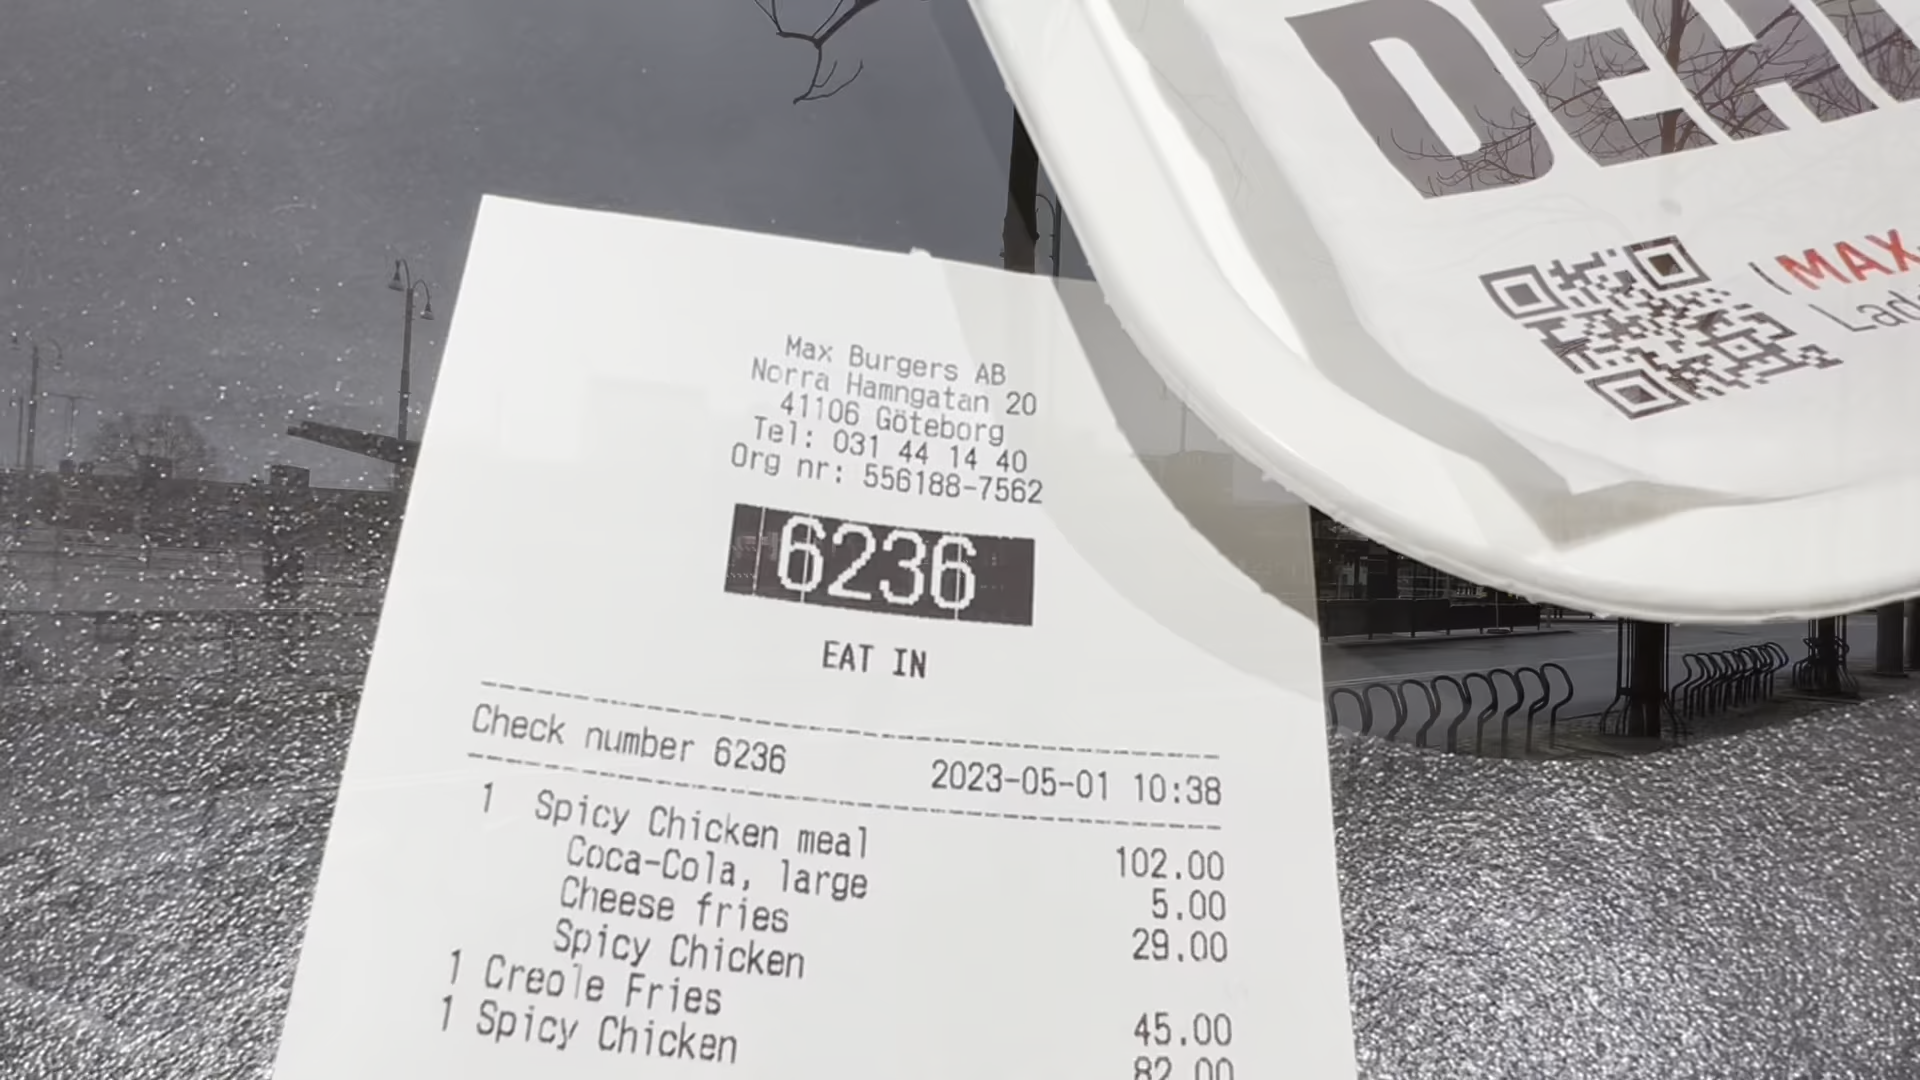 DEH
MAX
Max Burgers AB
Norra Hamngatan 20
41106 Göteborg
Tel: 031 44 14 40
Org nr: 556188-7562
6236
EAT IN
Check number 6236 2023-05-01 10:38
1 Spicy Chicken meal 102.00
Coca-Cola, large 5.00
Cheese fries 29.00
Spicy Chicken
1 Creole Fries 45.00
1 Spicy Chicken 82.00